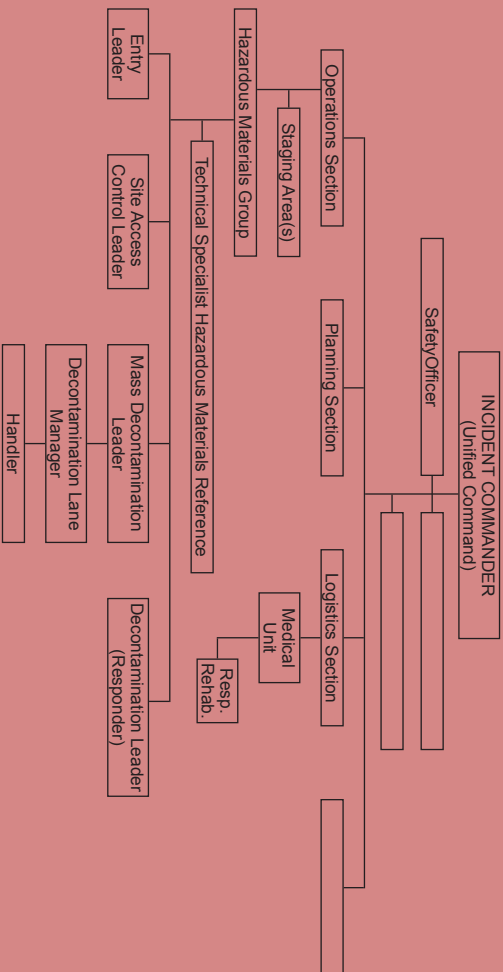 INCIDENT COMMANDER
(Unified Command)
SafetyOfficer
Operations Section
Planning Section
Logistics Section
Staging Area(s)
Medical
Unit
Hazardous Materials Group
Resp.
Rehab.
Technical Specialist Hazardous Materials Reference
Entry
Leader
Site Access
Control Leader
Mass Decontamination
Leader
Decontamination Leader
(Responder)
Decontamination Lane
Manager
Handler